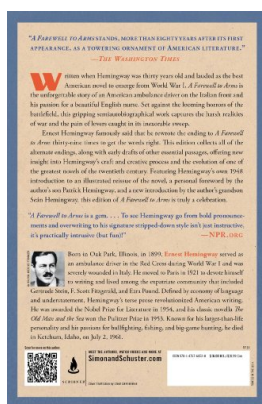 "A FAREWELL TO ARMS STANDS, MORE THAN EIGHTY YEARS AFTER ITS FIRST
APPEARANCE, AS A TOWERING ORNAMENT OF AMERICAN LITERATURE."
—THE WASHINGTON TIMES
Written when Hemingway was thirty years old and lauded as the best
American novel to emerge from World War I, A Farewell to Arms is
the unforgettable story of an American ambulance driver on the Italian front and
his passion for a beautiful English nurse. Set against the looming horrors of the
battlefield, this gripping semiautobiographical work captures the harsh realities
of war and the pain of lovers caught in its inexorable sweep.
Ernest Hemingway famously said that he rewrote the ending to A Farewell
to Arms thirty-nine times to get the words right. This edition collects all of the
alternate endings, along with early drafts of other essential passages, offering new
insight into Hemingway's craft and creative process and the evolution of one of the
greatest novels of the twentieth century. Featuring Hemingway's own 1948
introduction to an illustrated reissue of the novel, a personal foreword by the
author's son Patrick Hemingway, and a new introduction by the author's grandson
Seán Hemingway, this edition of A Farewell to Arms is truly a celebration.
"A Farewell to Arms is a gem. . . . To see Hemingway go from bold pronounce-
ments and overwriting to his signature stripped-down style isn't just instructive,
it's practically intrusive (but fun)!" —NPR.ORG
Born in Oak Park, Illinois, in 1899, Ernest Hemingway served as
an ambulance driver in the Red Cross during World War I and was
severely wounded in Italy. He moved to Paris in 1921 to devote himself
to writing and lived among the expatriate community that included
Gertrude Stein, F. Scott Fitzgerald, and Ezra Pound. Defined by economy of language
and understatement, Hemingway's terse prose revolutionized American writing.
He was awarded the Nobel Prize for Literature in 1954, and his classic novella The
Old Man and the Sea won the Pulitzer Prize in 1953. Known for his larger-than-life
personality and his passions for bullfighting, fishing, and big-game hunting, he died
in Ketchum, Idaho, on July 2, 1961.
MEET THE AUTHORS, WATCH VIDEOS AND MORE AT
SimonandSchuster.com
SCRIBNER